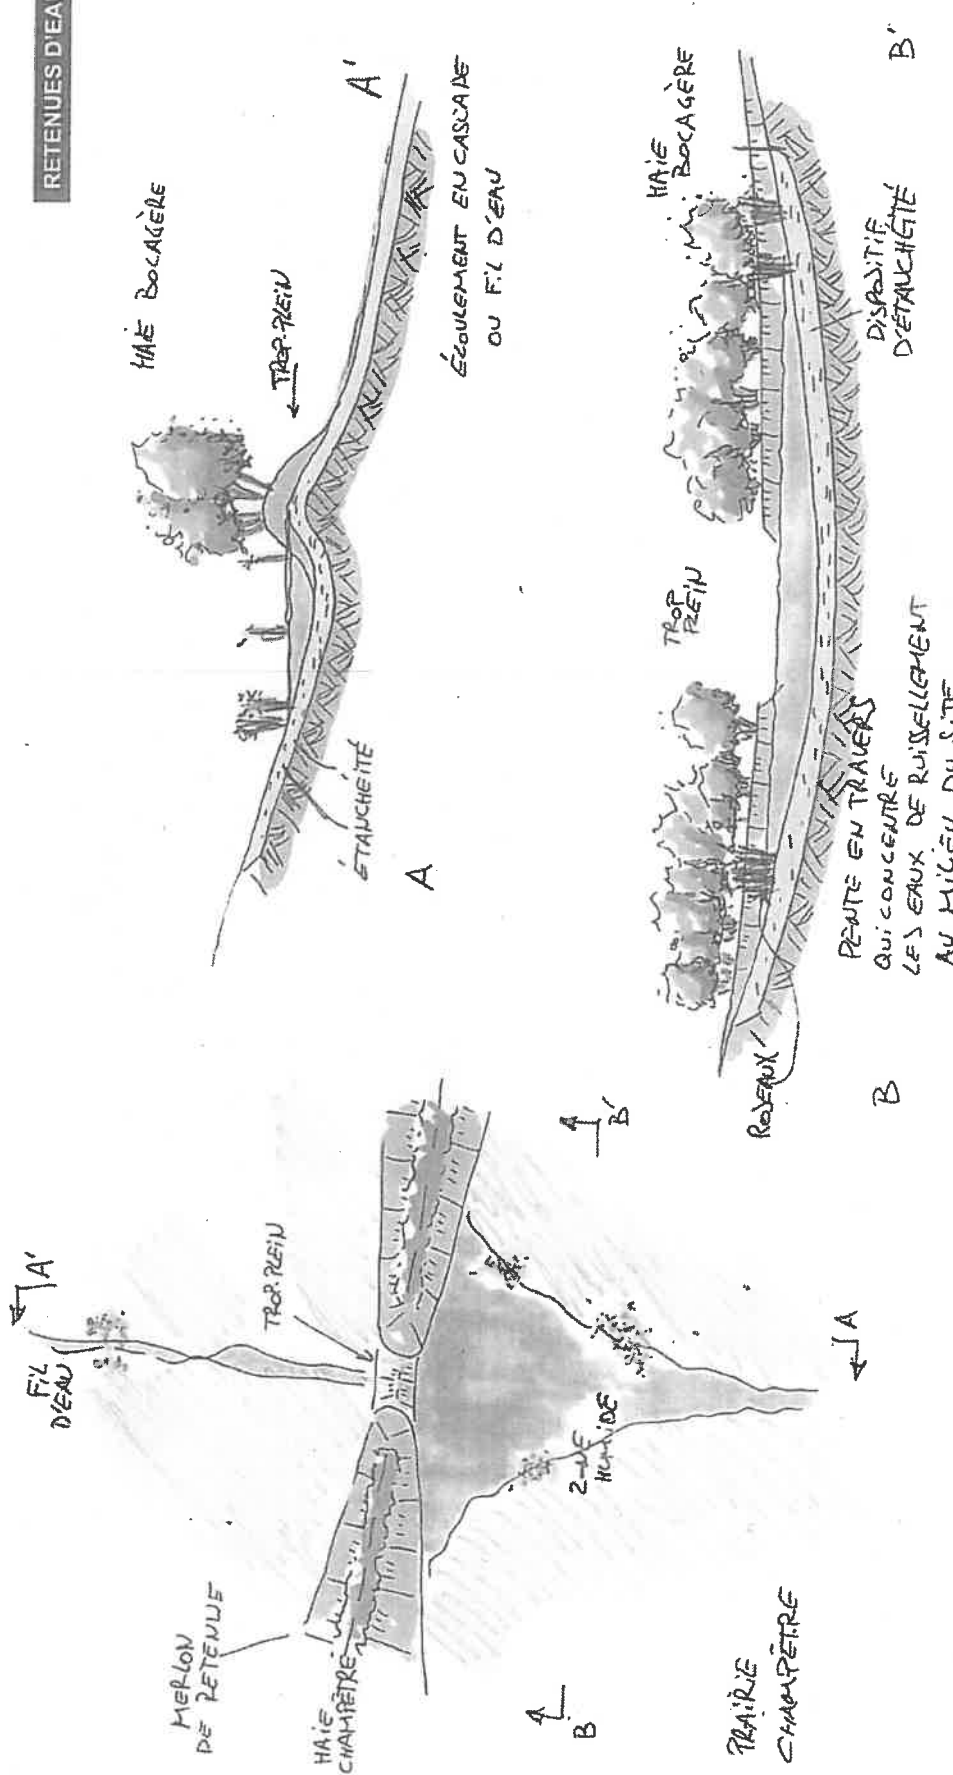 RETENUES D'EAU
MERLON
DE RETENUE
HAIE
CHAMPÊTRE
FIL
D'EAU
A'
TROP-PLEIN
ZONE
HUMIDE
A
B
B'
PRAIRIE
CHAMPÊTRE
HAIE BOCAGÈRE
TROP-PLEIN
A'
ÉTANCHÉITÉ
A
ÉCOULEMENT EN CASCADE
OU FIL D'EAU
HAIE
BOCAGÈRE
TROP
PLEIN
ROSEAUX
B
PENTE EN TRAVERS
QUI CONCENTRE
LES EAUX DE RUISSELLEMENT
AU MILIEU DU SITE
DISPOSITIF
D'ÉTANCHÉITÉ
B'